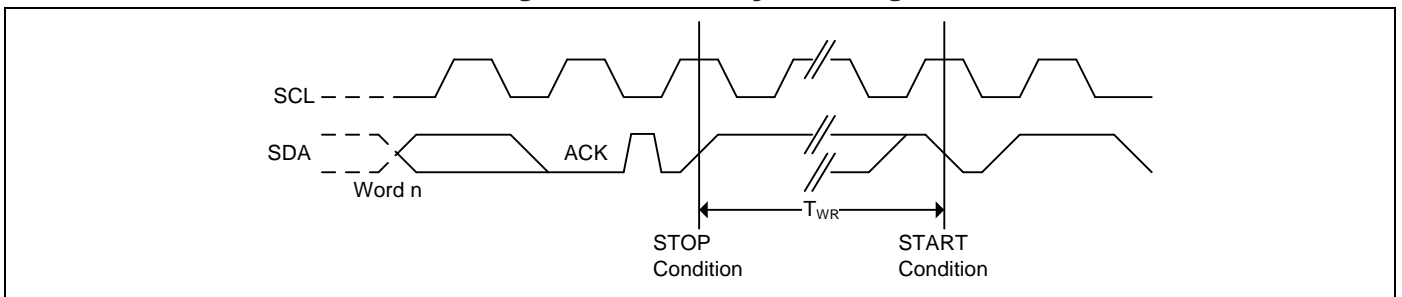 SCL
SDA
ACK
Word n
TWR
STOP
Condition
START
Condition